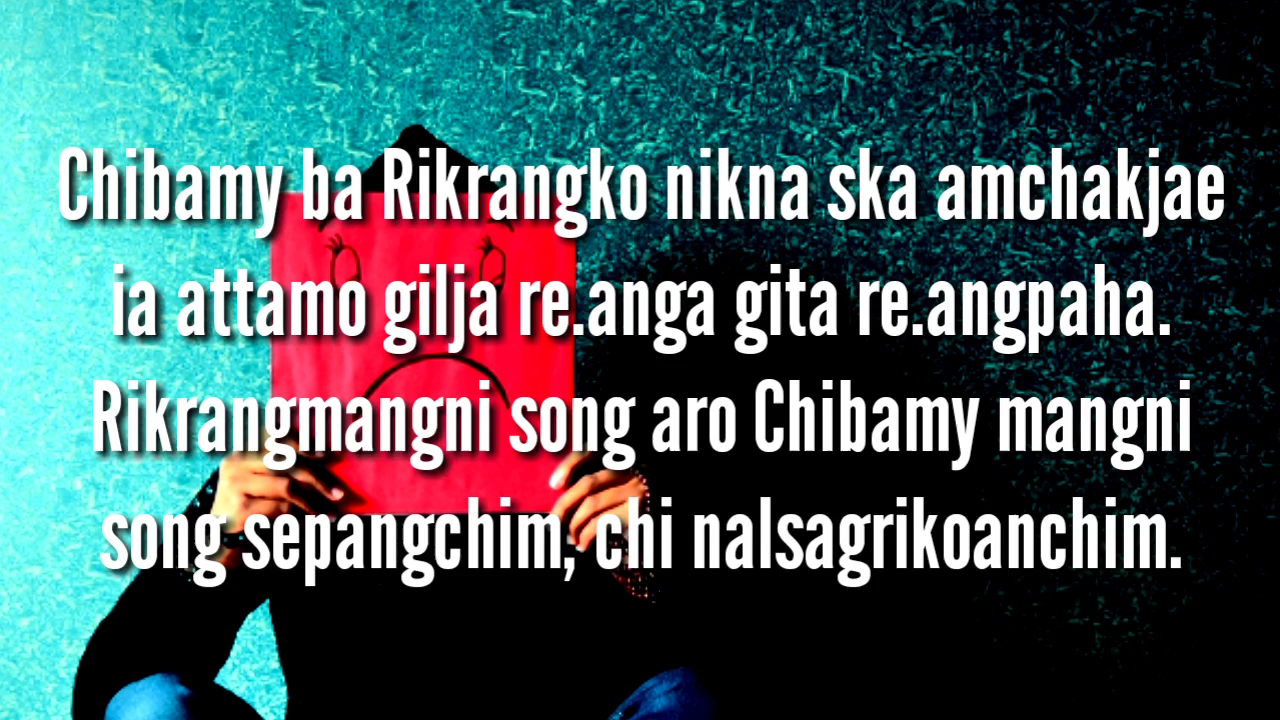 Chibamy ba Rikrangko nikna ska amchakjae
ia attamo gilja re.anga gita re.angpaha.
Rikrangmangni song aro Chibamy mangni
song sepangchim, chi nalsagrikoanchim.